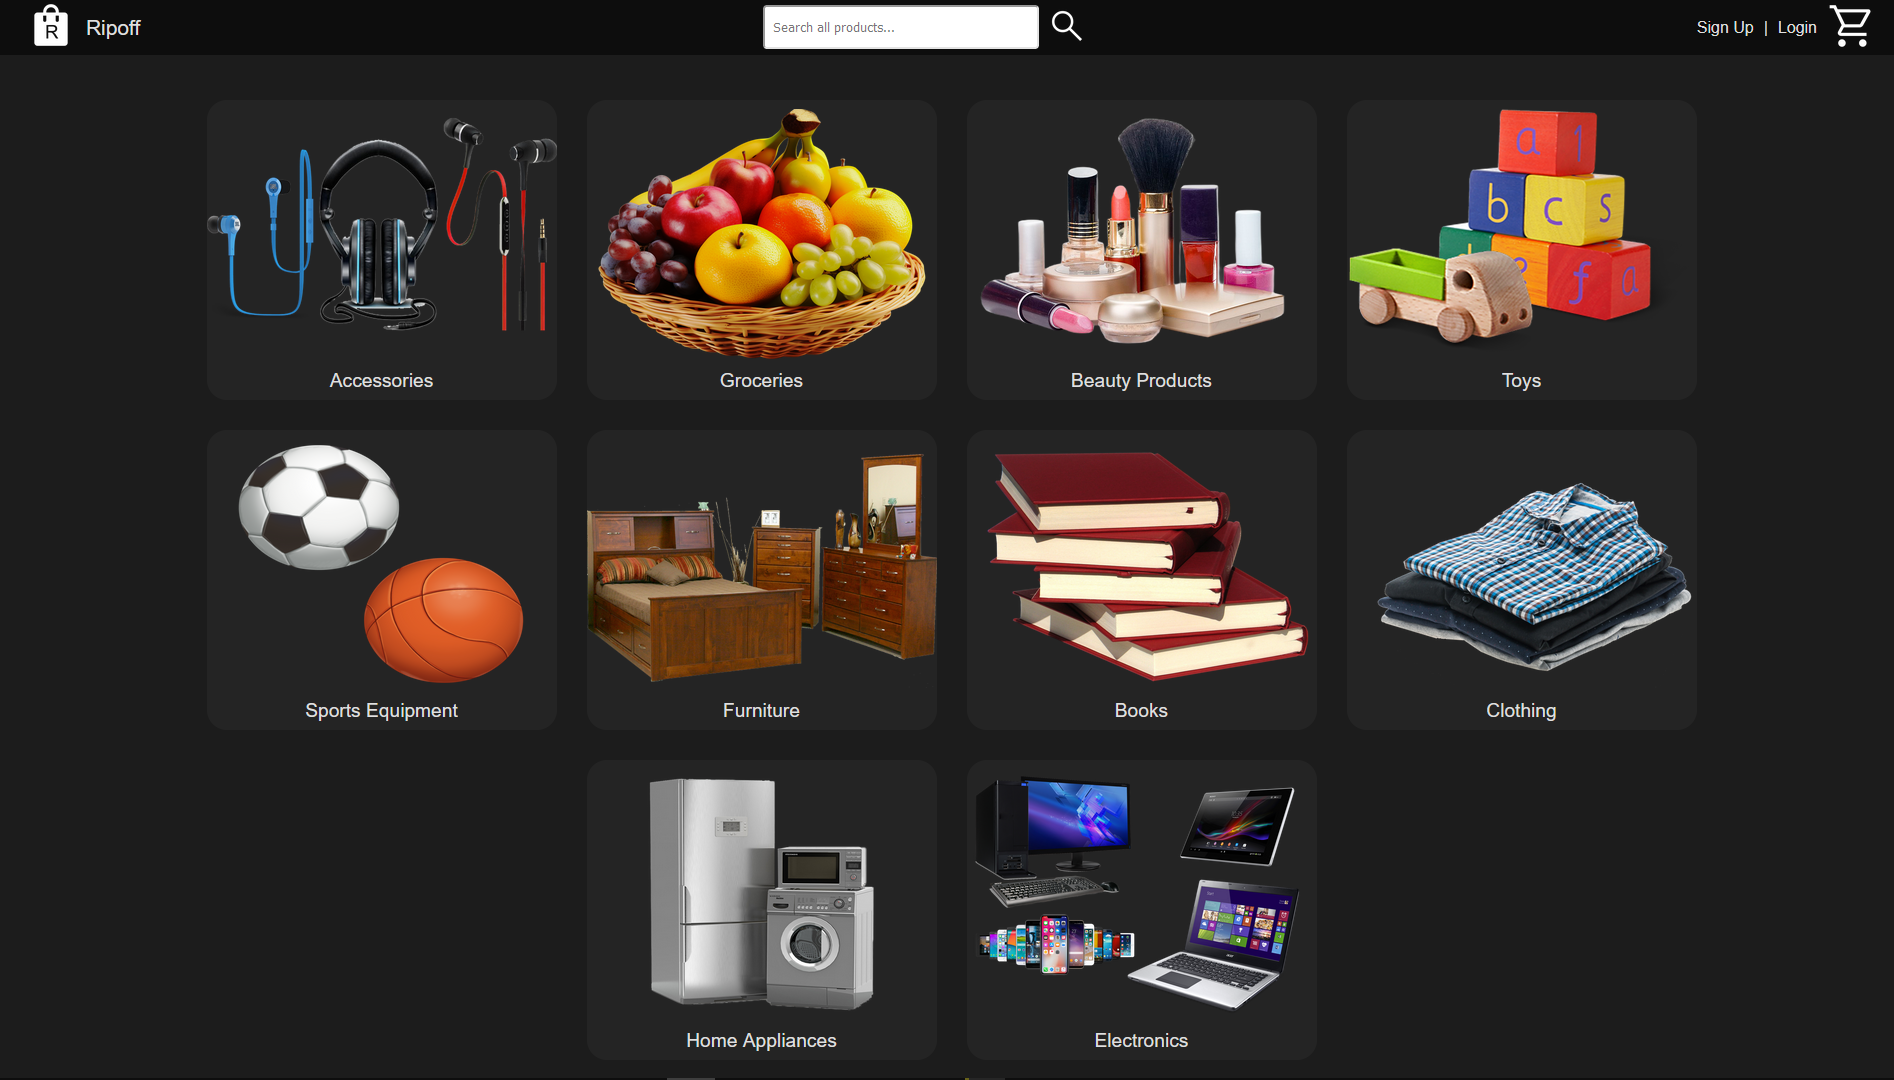 R
Ripoff
Search all products...
Sign Up | Login
a 1
b c s
f a
Accessories
Groceries
Beauty Products
Toys
Sports Equipment
Furniture
Books
Clothing
Home Appliances
Electronics